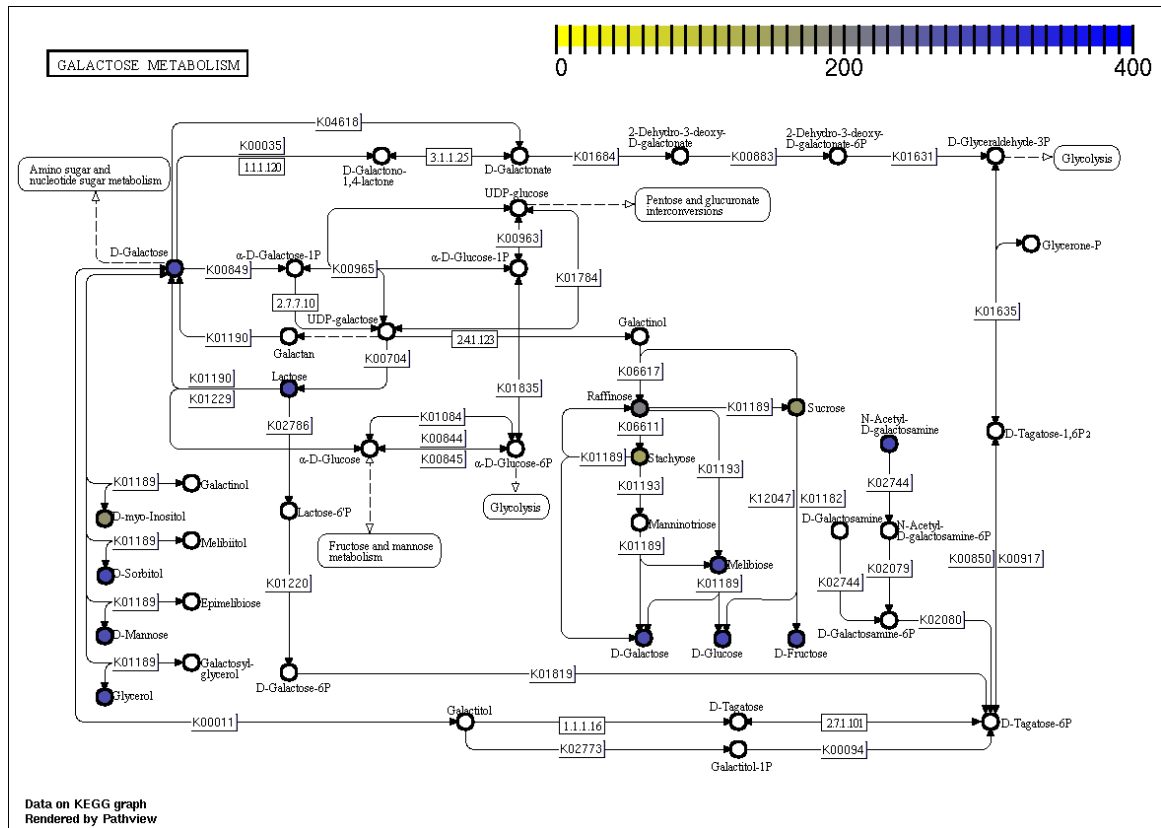 GALACTOSE METABOLISM
0
200
400
K04618
K00035
1.1.1.120
3.1.1.25
D-Galactono-
1,4-lactone
D-Galactonate
K01684
2-Dehydro-3-deoxy-
D-galactonate
K00883
2-Dehydro-3-deoxy-
D-galactonate-6P
K01631
D-Glyceraldehyde-3P
Glycolysis
Amino sugar and
nucleotide sugar metabolism
UDP-glucose
Pentose and glucuronate
interconversions
K00963
D-Galactose
K00849
α-D-Galactose-1P
K00965
α-D-Glucose-1P
K01784
Glycerone-P
2.7.7.10
UDP-galactose
K01635
K01190
Galactan
2.4.1.123
Galactinol
K00704
K01190
K01229
Lactose
K01835
K06617
Raffinose
K01189
Sucrose
K02786
K01084
K00844
K00845
α-D-Glucose
α-D-Glucose-6P
K06611
N-Acetyl-
D-galactosamine
D-Tagatose-1,6P2
K01189
Stachyose
K01193
K01193
K02744
K01189
Galactinol
D-myo-Inositol
Glycolysis
K12047
K01182
Lactose-6'P
Manninotriose
D-Galactosamine
N-Acetyl-
D-galactosamine-6P
K01189
Melibiitol
D-Sorbitol
Fructose and mannose
metabolism
K01189
Melibiose
K00850
K00917
K02079
K01220
K01189
K02744
K01189
Epimelibiose
D-Mannose
D-Galactosamine-6P
K02080
D-Galactose
D-Glucose
D-Fructose
K01189
Galactosyl-
glycerol
Glycerol
D-Galactose-6P
K01819
K00011
Galactitol
1.1.1.16
D-Tagatose
2.7.1.101
D-Tagatose-6P
K02773
Galactitol-1P
K00094
Data on KEGG graph
Rendered by Pathview